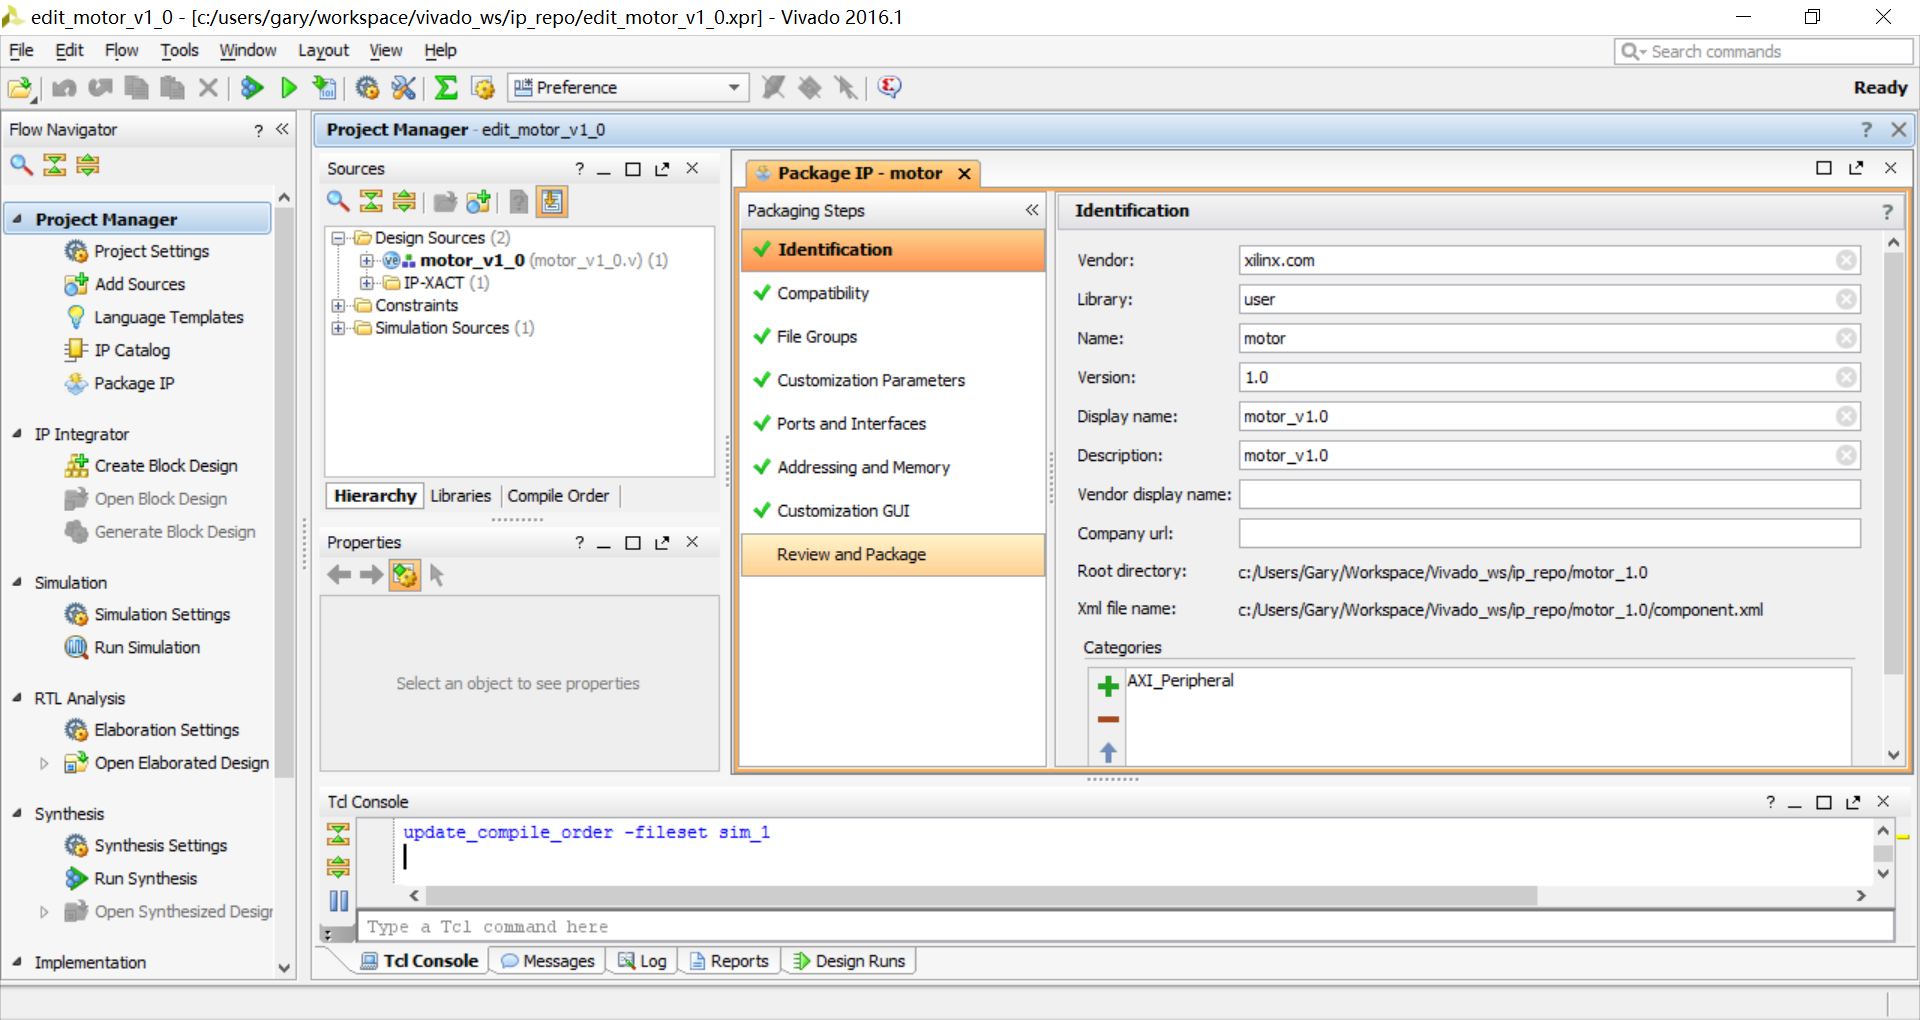 edit_motor_v1_0 - [c:/users/gary/workspace/vivado_ws/ip_repo/edit_motor_v1_0.xpr] - Vivado 2016.1
File Edit Flow Tools Window Layout View Help
Search commands
Preference
Ready
Flow Navigator
Project Manager
Project Settings
Add Sources
Language Templates
IP Catalog
Package IP
IP Integrator
Create Block Design
Open Block Design
Generate Block Design
Simulation
Simulation Settings
Run Simulation
RTL Analysis
Elaboration Settings
Open Elaborated Design
Synthesis
Synthesis Settings
Run Synthesis
Open Synthesized Desigr
Implementation
Project Manager - edit_motor_v1_0
Sources
Design Sources (2)
motor_v1_0 (motor_v1_0.v) (1)
IP-XACT (1)
Constraints
Simulation Sources (1)
Hierarchy Libraries Compile Order
Properties
Select an object to see properties
Package IP - motor
Packaging Steps
Identification
Compatibility
File Groups
Customization Parameters
Ports and Interfaces
Addressing and Memory
Customization GUI
Review and Package
Identification
Vendor: xilinx.com
Library: user
Name: motor
Version: 1.0
Display name: motor_v1.0
Description: motor_v1.0
Vendor display name:
Company url:
Root directory: c:/Users/Gary/Workspace/Vivado_ws/ip_repo/motor_1.0
Xml file name: c:/Users/Gary/Workspace/Vivado_ws/ip_repo/motor_1.0/component.xml
Categories
AXI_Peripheral
Tcl Console
update_compile_order -fileset sim_1
Type a Tcl command here
Tcl Console Messages Log Reports Design Runs